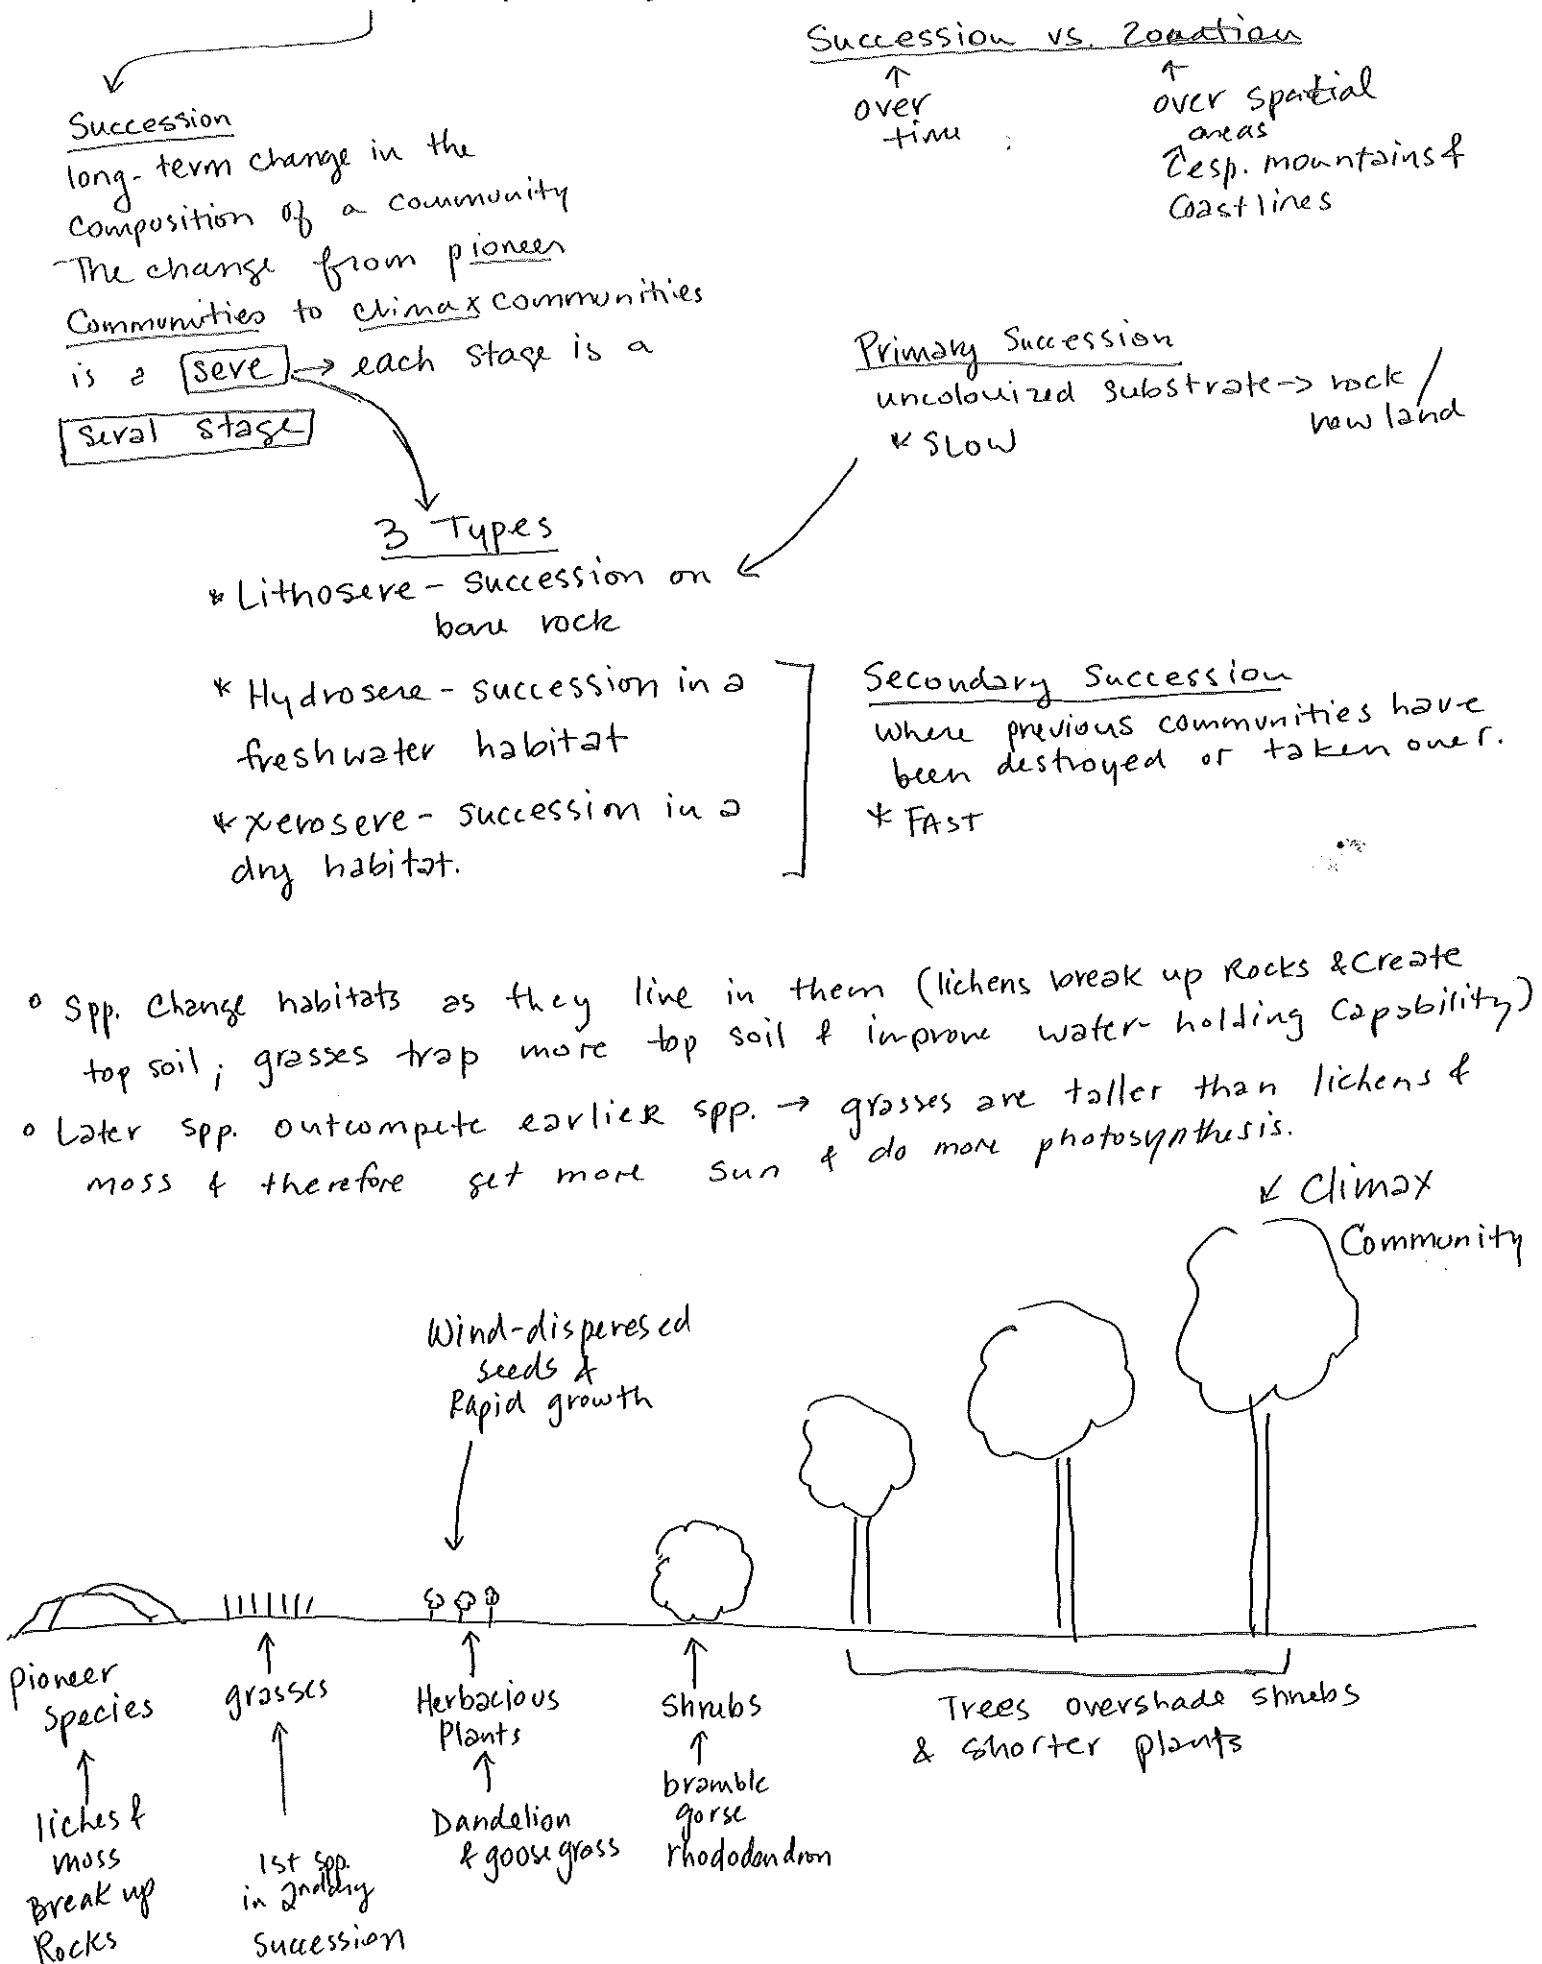 Succession vs. Zonation
over
time
over spatial
areas
esp. mountains &
Coastlines
Succession
long-term change in the
composition of a community
The change from pioneer
Communities to climax communities
is a sere → each stage is a
seral stage
Primary Succession
uncolonized substrate → rock /
new land
* SLOW
3 Types
* Lithosere - succession on
bare rock
* Hydrosere - succession in a
freshwater habitat
* Xerosere - succession in a
dry habitat.
Secondary Succession
where previous communities have
been destroyed or taken over.
* FAST
° Spp. Change habitats as they live in them (lichens break up Rocks & Create
top soil; grasses trap more top soil & improve water-holding Capability)
° Later spp. outcompete earlier spp. → grasses are taller than lichens &
moss & therefore get more sun & do more photosynthesis.
Climax
Community
Wind-disperesed
seeds &
Rapid growth
Pioneer
Species
liches &
moss
Break up
Rocks
grasses
1st spp.
in 2ndary
Succession
Herbacious
Plants
Dandelion
& goosegrass
Shrubs
bramble
gorse
rhododendron
Trees overshade shrubs
& shorter plants